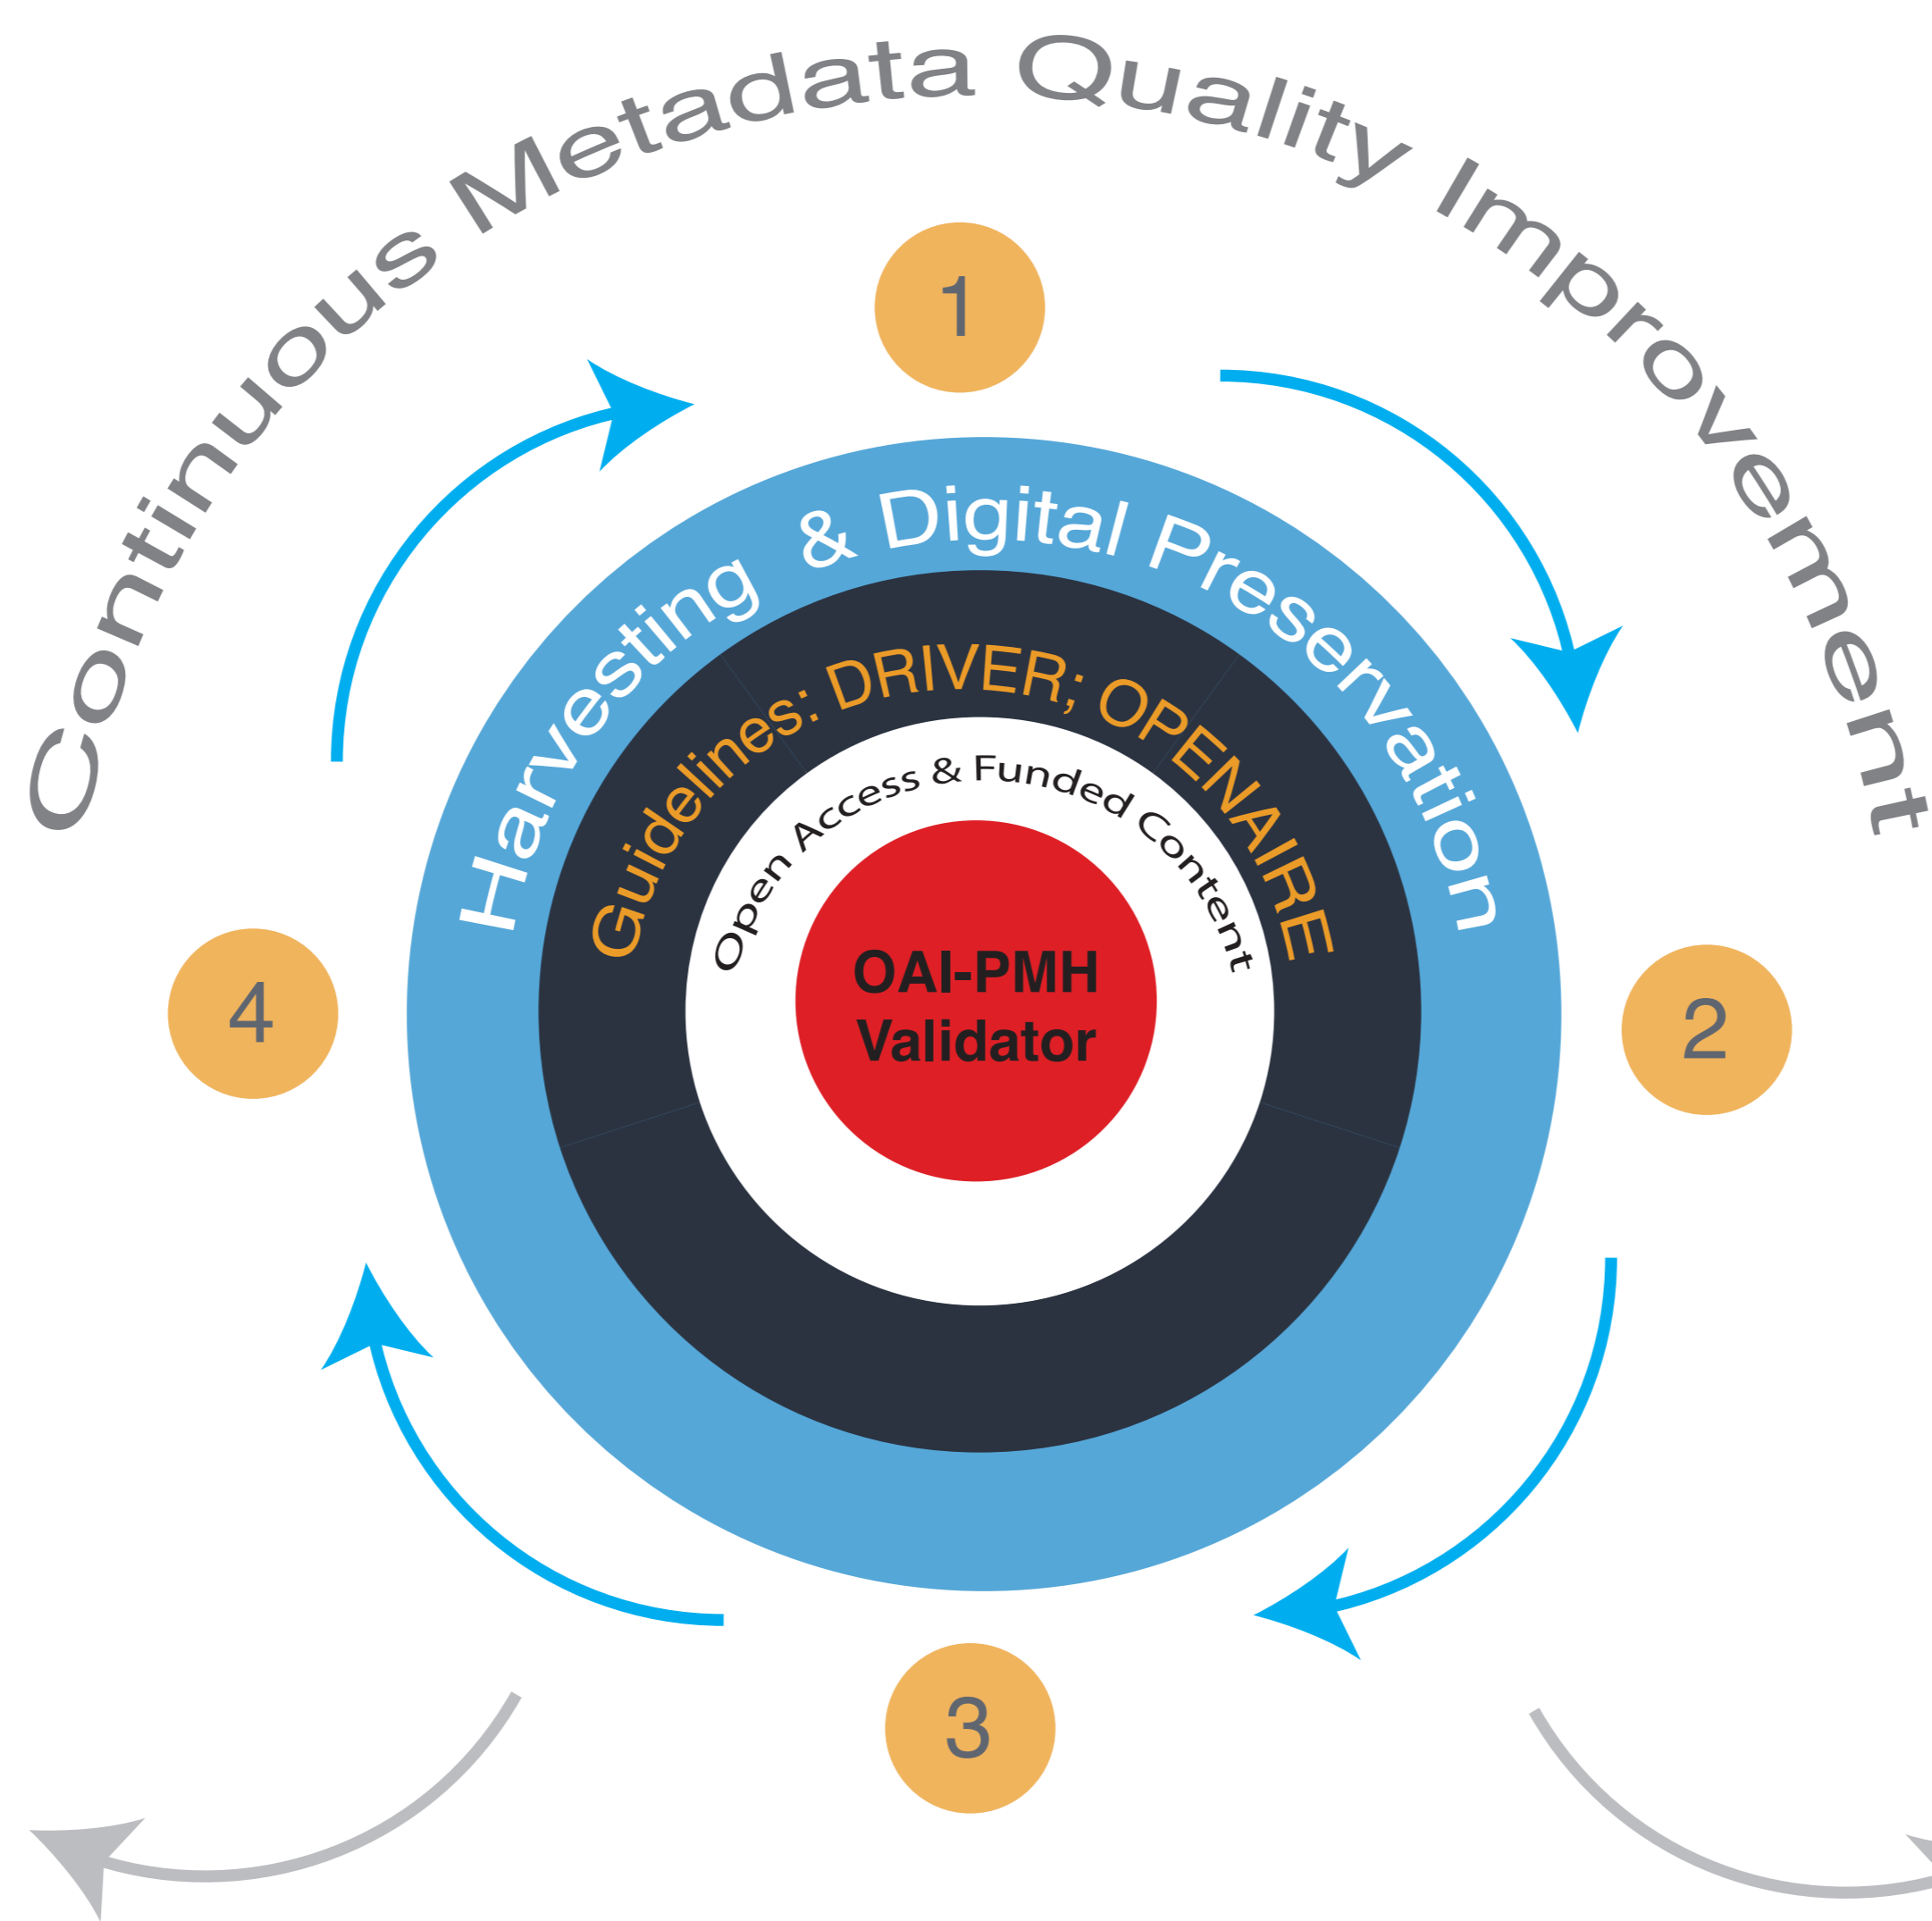 Continuous Metadata Quality Improvement
1
Harvesting & Digital Preservation
Guidelines: DRIVER; OPENAIRE
Open Access & Funded Content
OAI-PMH
Validator
4
2
3